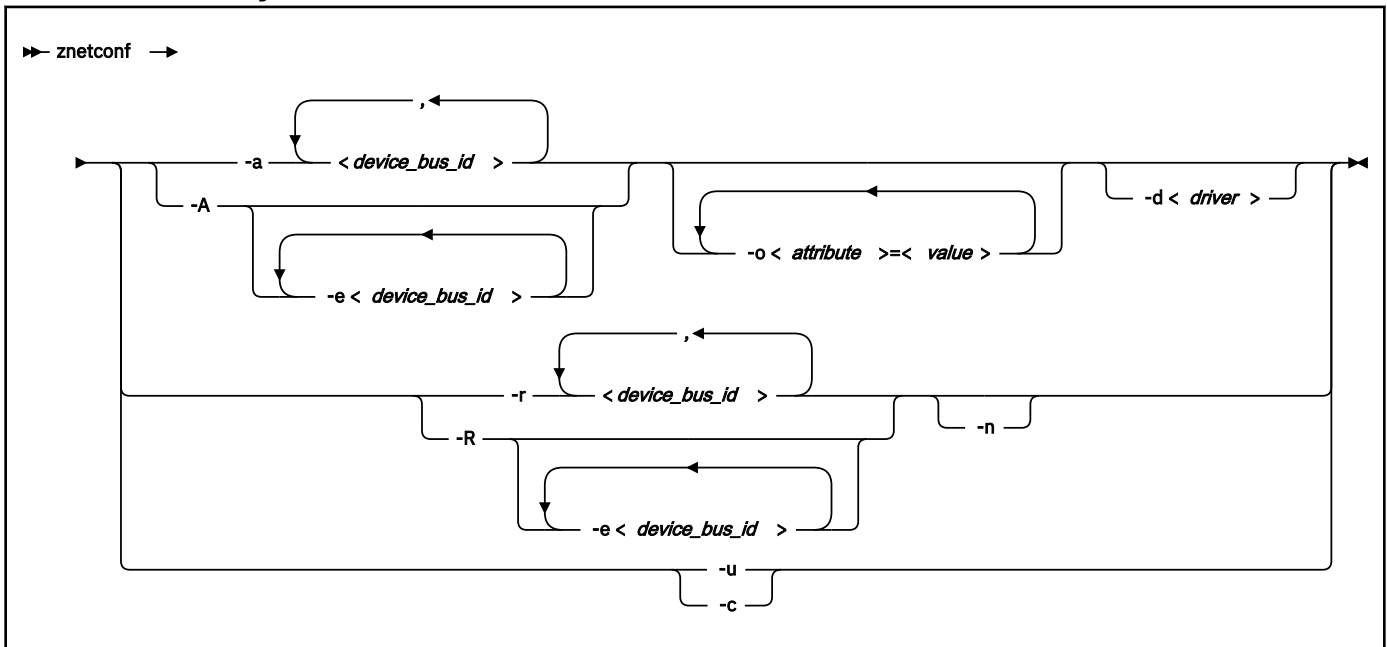 znetconf
,
-a < device_bus_id >
-A
-d < driver >
-o < attribute >=< value >
-e < device_bus_id >
,
-r < device_bus_id >
-n
-R
-e < device_bus_id >
-u
-c